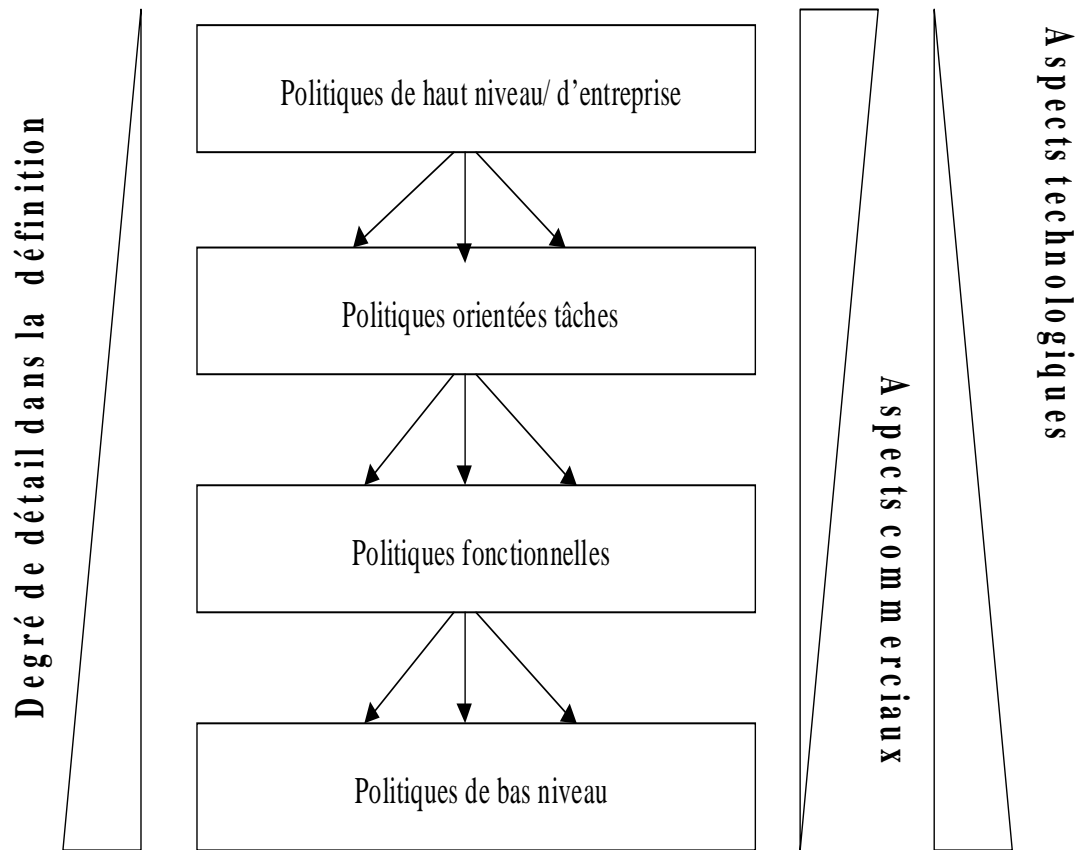 Degré de détail dans la définition
Politiques de haut niveau/ d’entreprise
Politiques orientées tâches
Politiques fonctionnelles
Politiques de bas niveau
Aspects commerciaux
Aspects technologiques